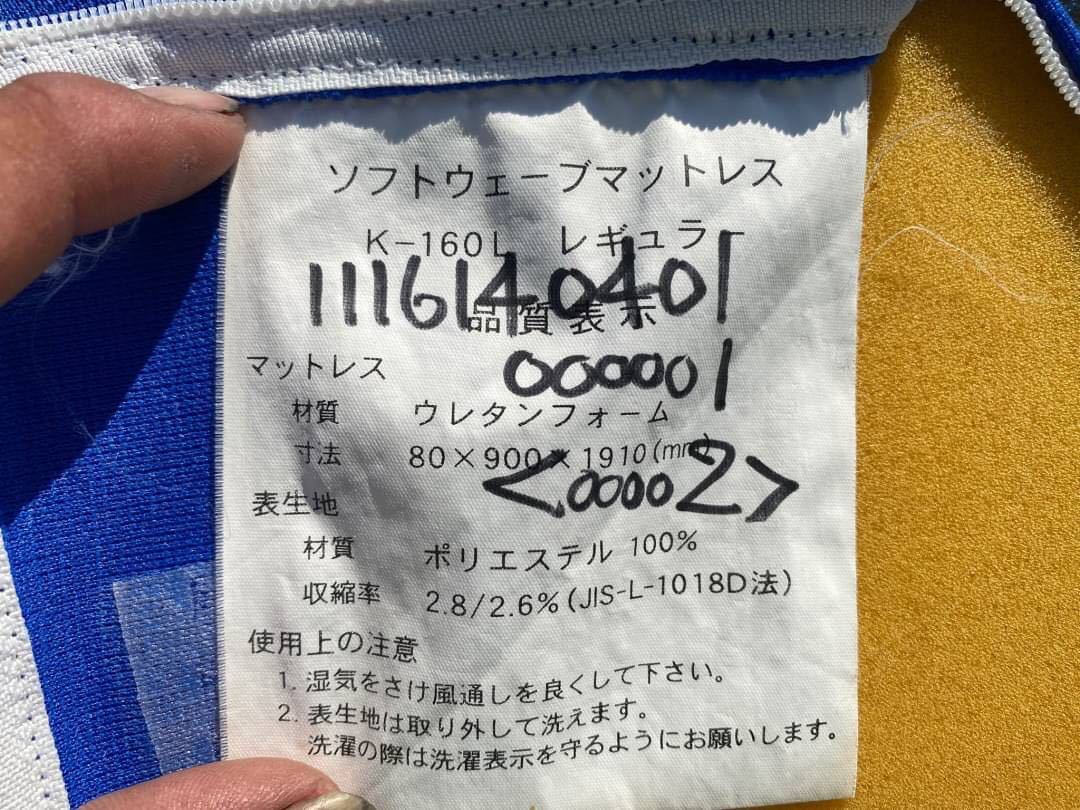 ソフトウェーブマットレス
K-160L レギュラー
1116140401
品質表示
マットレス
000001
材質 ウレタンフォーム
寸法 80×900×1910(mm)
<00002>
表生地
材質 ポリエステル 100%
収縮率 2.8/2.6%(JIS-L-1018D法)
使用上の注意
1. 湿気をさけ風通しを良くして下さい。
2. 表生地は取り外して洗えます。
洗濯の際は洗濯表示を守るようにお願いします。